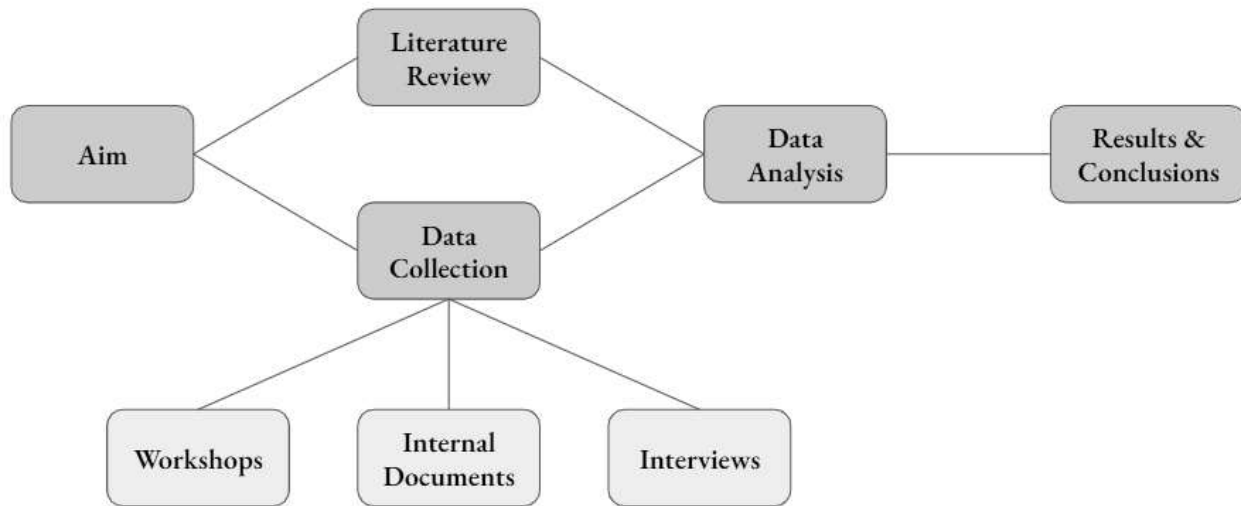 Literature
Review
Aim
Data
Analysis
Results &
Conclusions
Data
Collection
Workshops
Internal
Documents
Interviews